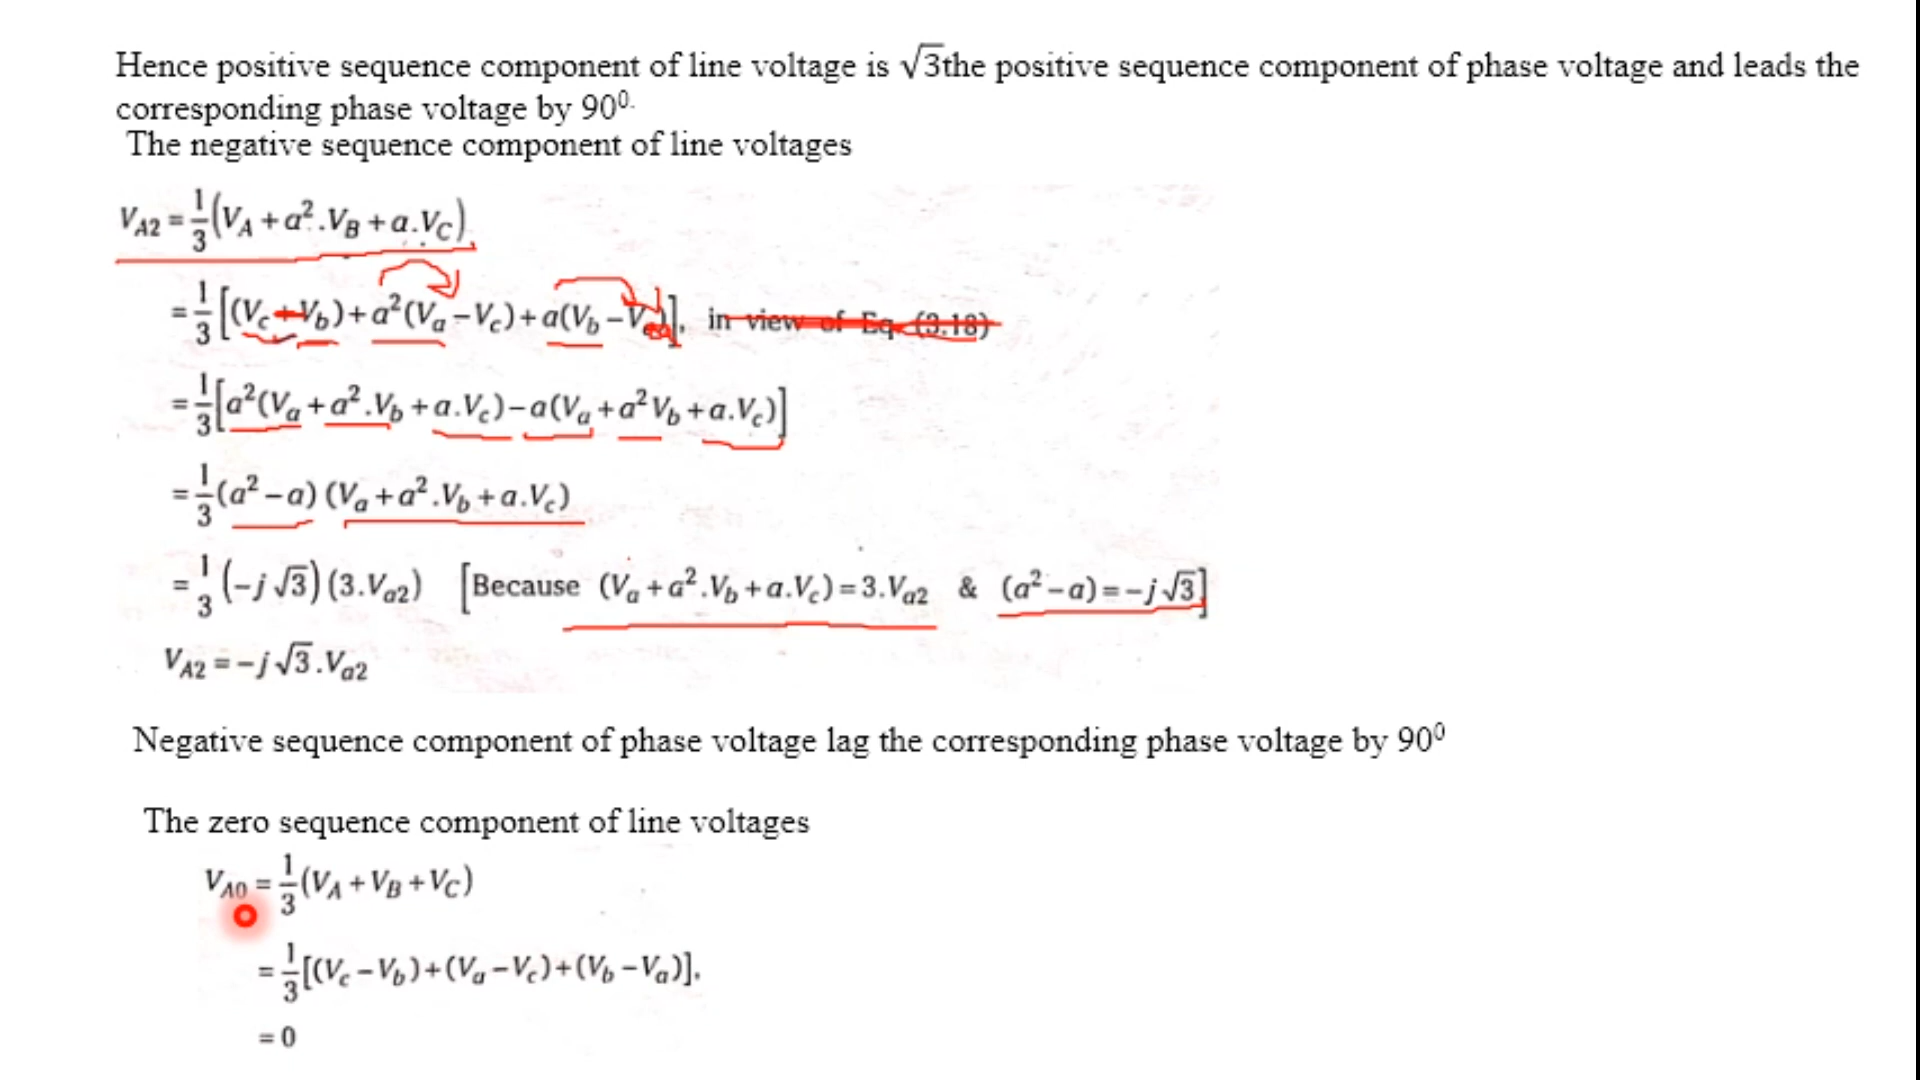 Hence positive sequence component of line voltage is √3the positive sequence component of phase voltage and leads the
corresponding phase voltage by 90⁰.
The negative sequence component of line voltages
V_A2 = 1/3 (V_A + a².V_B + a.V_C)
= 1/3 [(V_c + V_b) + a²(V_a − V_c) + a(V_b − V )], in view of Eq. (3.18)
= 1/3 [a²(V_a + a².V_b + a.V_c) − a(V_a + a² V_b + a.V_c)]
= 1/3 (a² − a) (V_a + a².V_b + a.V_c)
= 1/3 (−j√3) (3.V_a2) [Because (V_a + a².V_b + a.V_c) = 3.V_a2 & (a² − a) = −j√3]
V_A2 = −j√3.V_a2
Negative sequence component of phase voltage lag the corresponding phase voltage by 90⁰
The zero sequence component of line voltages
V_A0 = 1/3 (V_A + V_B + V_C)
= 1/3 [(V_c − V_b) + (V_a − V_c) + (V_b − V_a)].
= 0